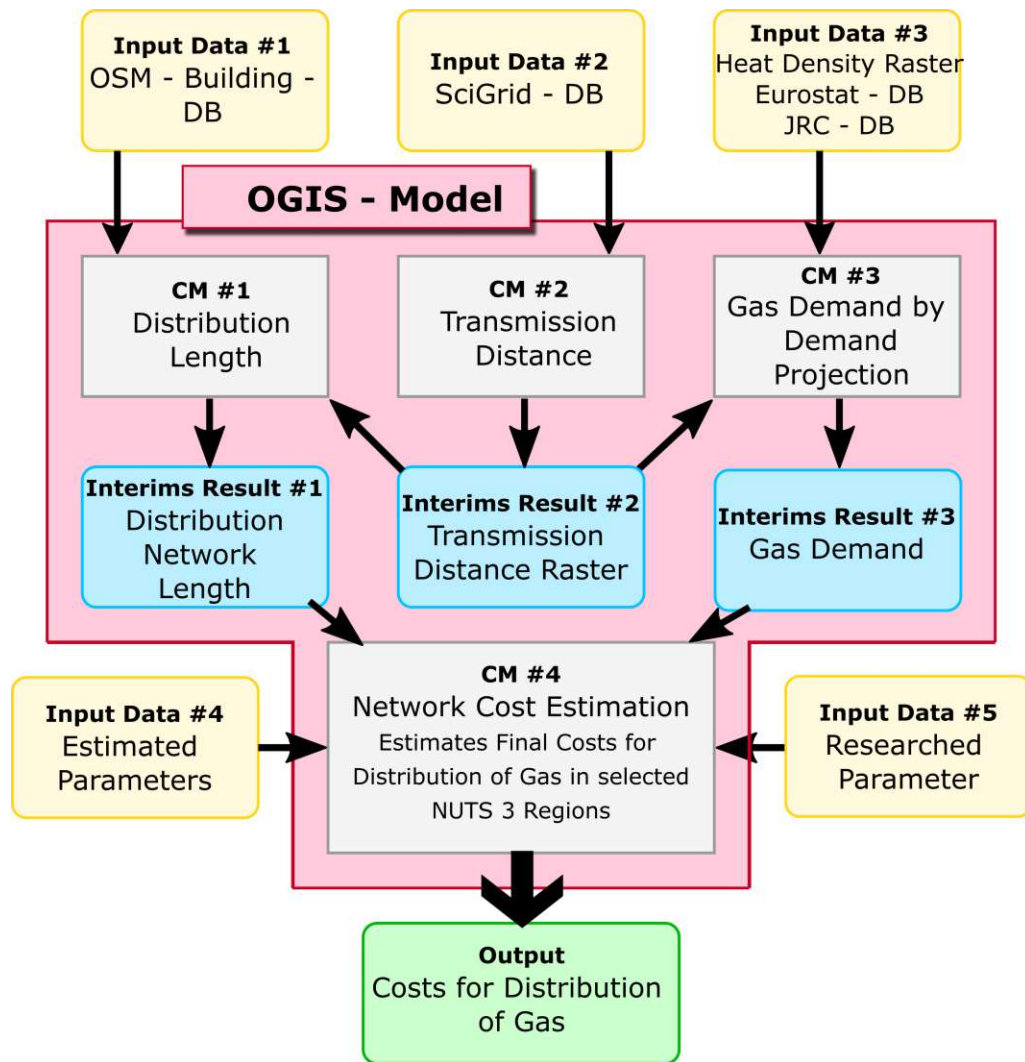 Input Data #1
OSM - Building -
DB
Input Data #2
SciGrid - DB
Input Data #3
Heat Density Raster
Eurostat - DB
JRC - DB
OGIS - Model
CM #1
Distribution
Length
CM #2
Transmission
Distance
CM #3
Gas Demand by
Demand
Projection
Interims Result #1
Distribution
Network
Length
Interims Result #2
Transmission
Distance Raster
Interims Result #3
Gas Demand
Input Data #4
Estimated
Parameters
CM #4
Network Cost Estimation
Estimates Final Costs for
Distribution of Gas in selected
NUTS 3 Regions
Input Data #5
Researched
Parameter
Output
Costs for Distribution
of Gas